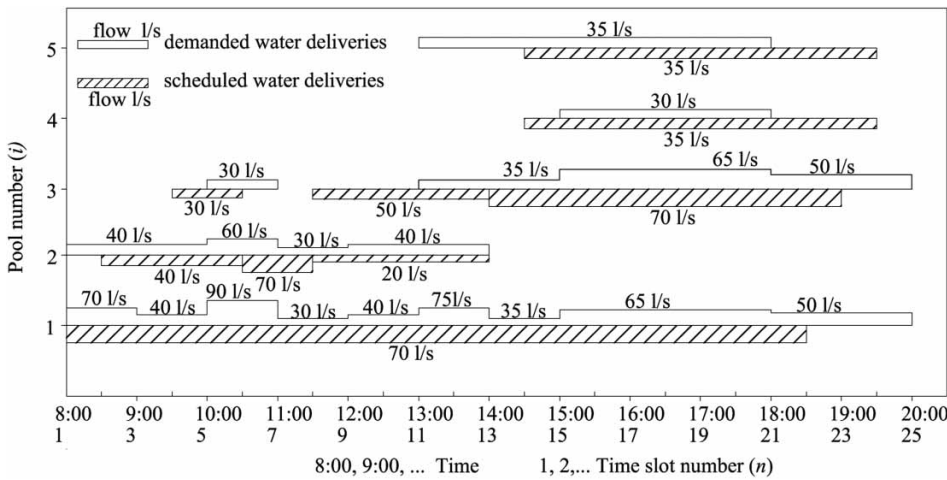 flow l/s
demanded water deliveries
35 l/s
5
35 l/s
scheduled water deliveries
flow l/s
30 l/s
4
35 l/s
30 l/s
35 l/s
65 l/s
50 l/s
3
30 l/s
50 l/s
70 l/s
40 l/s
60 l/s
30 l/s
40 l/s
2
40 l/s
70 l/s
20 l/s
70 l/s
40 l/s
90 l/s
30 l/s
40 l/s
75l/s
35 l/s
65 l/s
50 l/s
1
70 l/s
Pool number (i)
8:00 9:00 10:00 11:00 12:00 13:00 14:00 15:00 16:00 17:00 18:00 19:00 20:00
1 3 5 7 9 11 13 15 17 19 21 23 25
8:00, 9:00, ... Time 1, 2,... Time slot number (n)